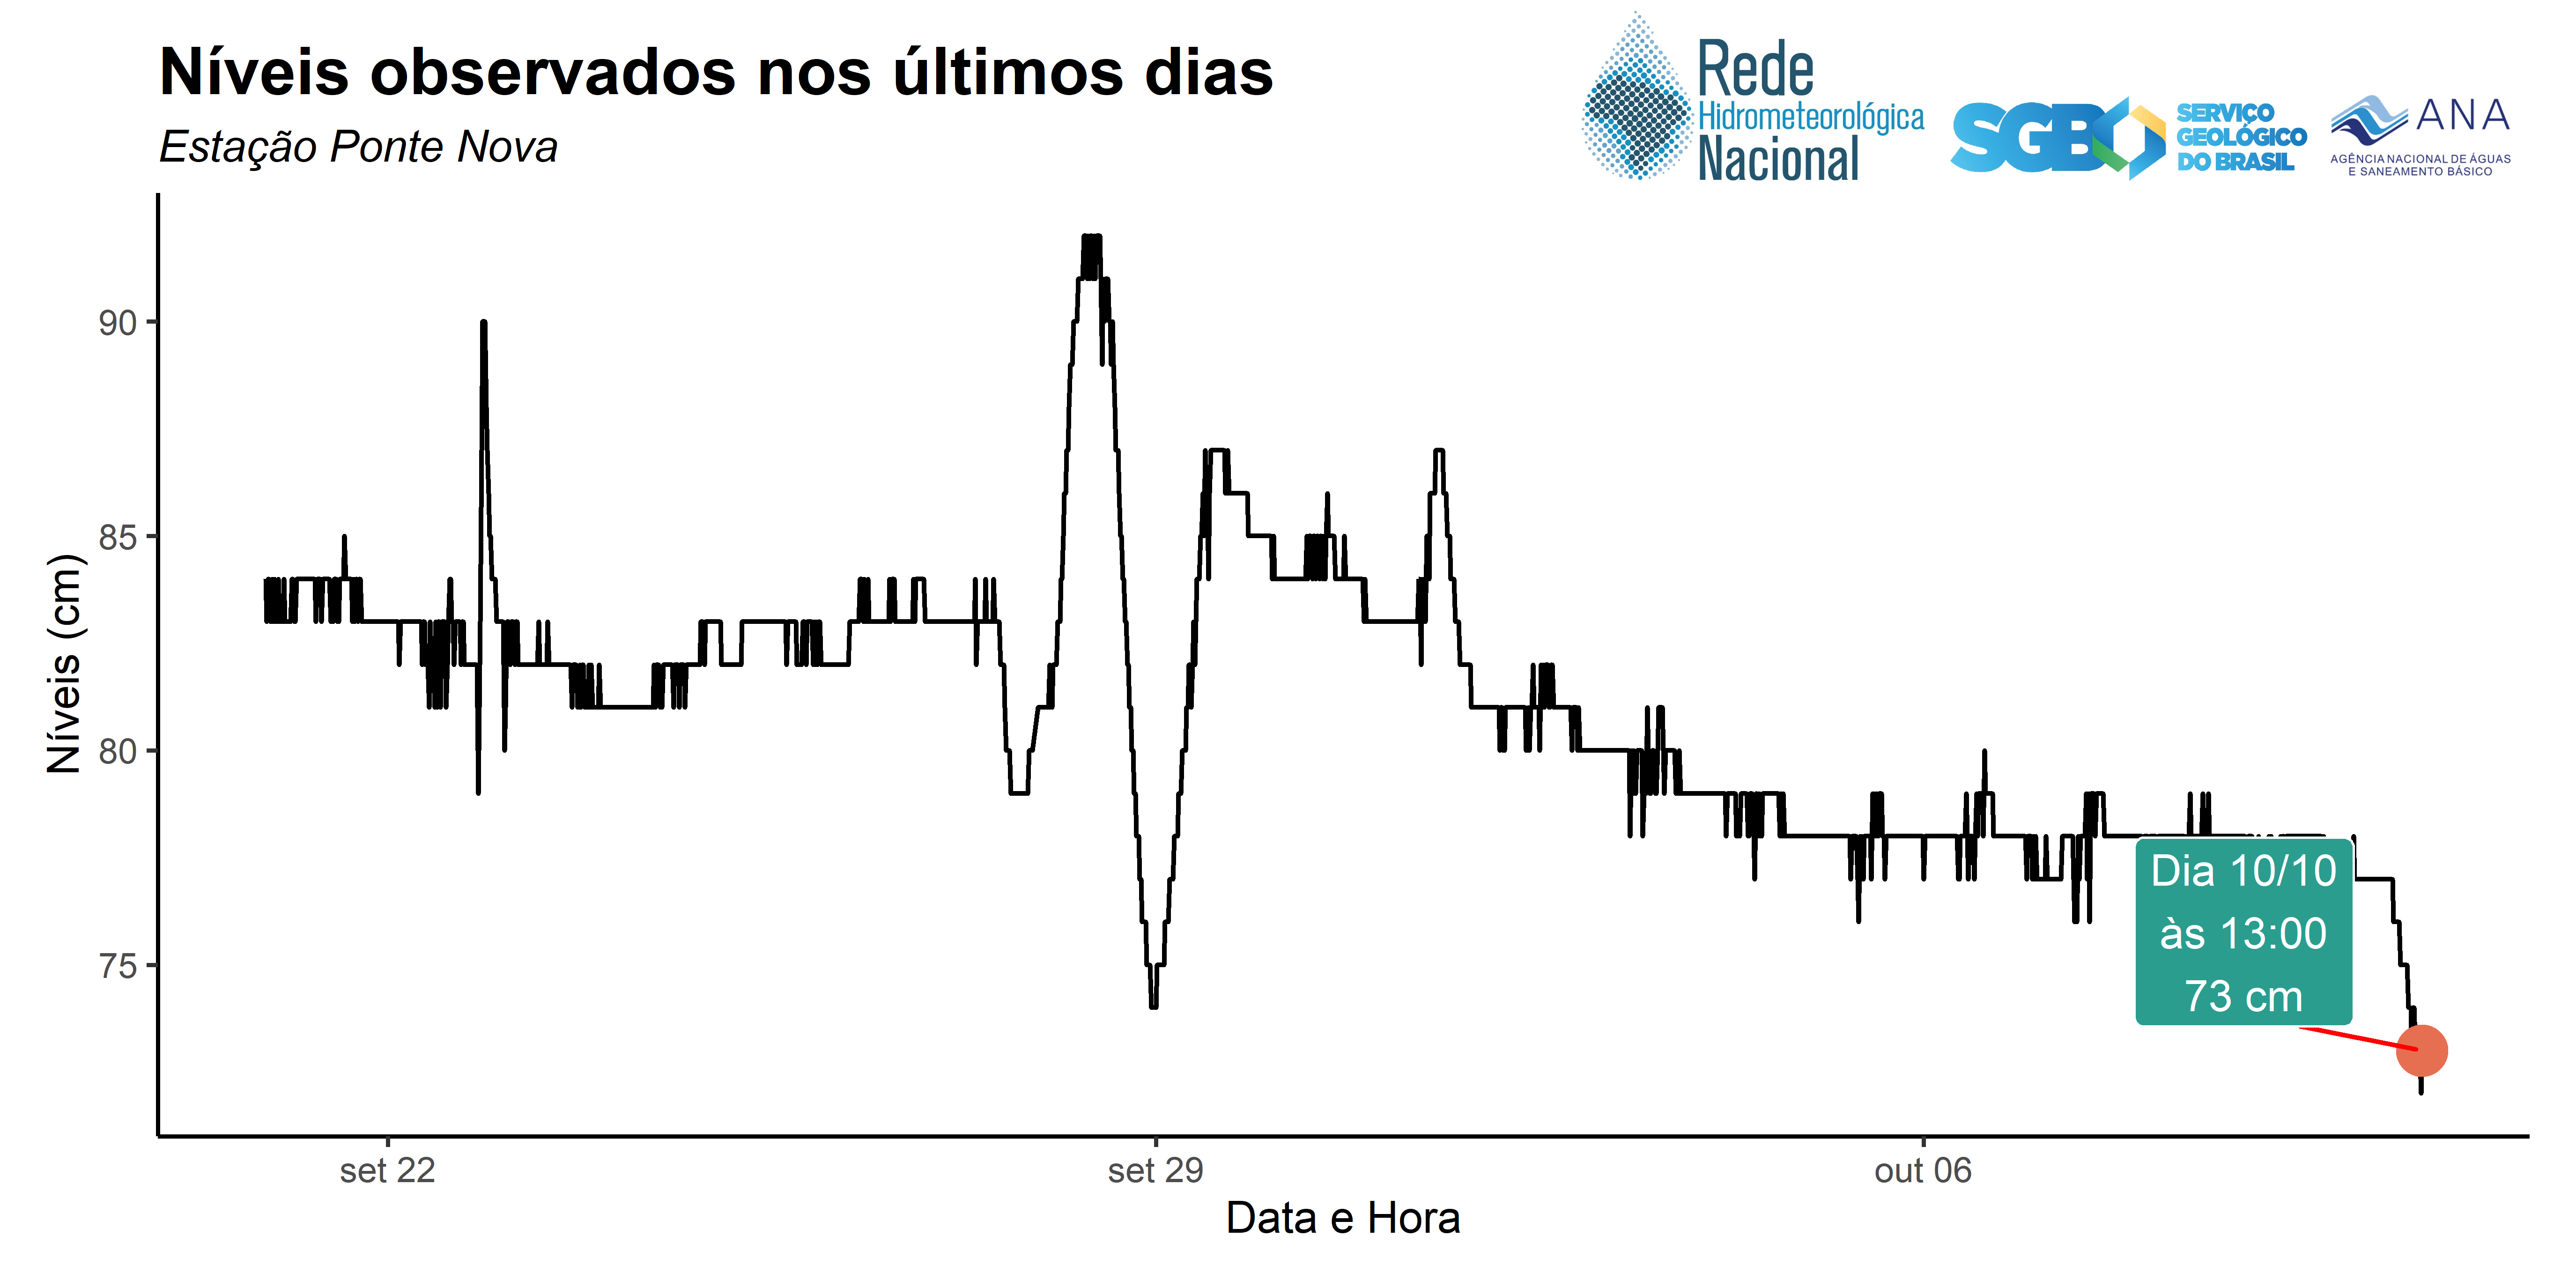 Níveis observados nos últimos dias
Estação Ponte Nova
Rede
Hidrometeorológica
Nacional
SGB
SERVIÇO
GEOLÓGICO
DO BRASIL
ANA
AGÊNCIA NACIONAL DE ÁGUAS
E SANEAMENTO BÁSICO
Níveis (cm)
90
85
80
75
Dia 10/10
às 13:00
73 cm
set 22
set 29
out 06
Data e Hora